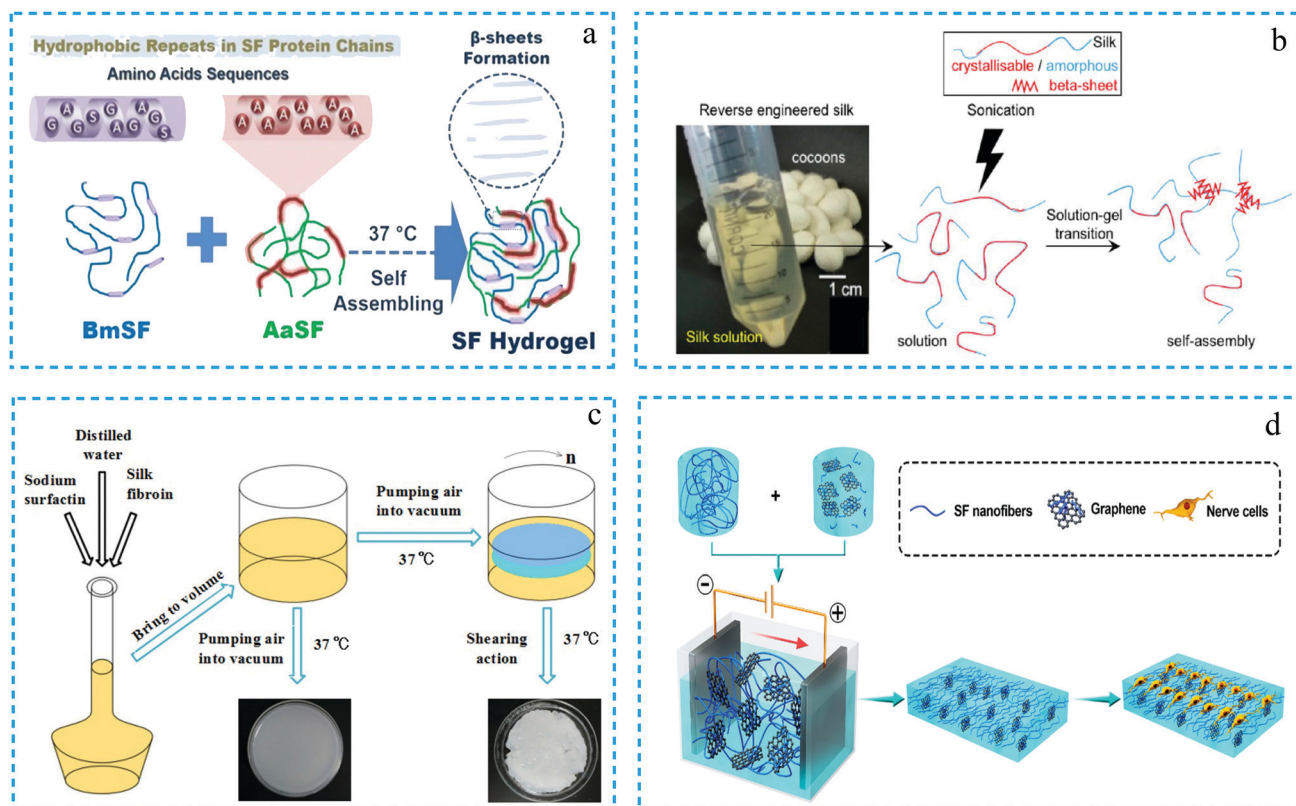 a
Hydrophobic Repeats in SF Protein Chains
Amino Acids Sequences
β-sheets
Formation
G G A S G A A G G S
A A A A A A A A A A
37 °C
Self
Assembling
BmSF
AaSF
SF Hydrogel
b
Silk
crystallisable / amorphous
beta-sheet
Reverse engineered silk
Sonication
cocoons
1 cm
Silk solution
Solution-gel
transition
solution
self-assembly
c
Distilled
water
Sodium
surfactin
Silk
fibroin
n
Pumping air
into vacuum
37 ℃
Bring to volume
Pumping air
into vacuum
37 ℃
Shearing
action
37 ℃
d
+
SF nanofibers
Graphene
Nerve cells
−
+